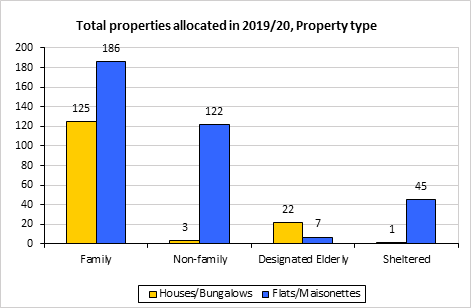 Total properties allocated in 2019/20, Property type
200
180
160
140
120
100
80
60
40
20
0
125
186
3
122
22
7
1
45
Family
Non-family
Designated Elderly
Sheltered
Houses/Bungalows
Flats/Maisonettes